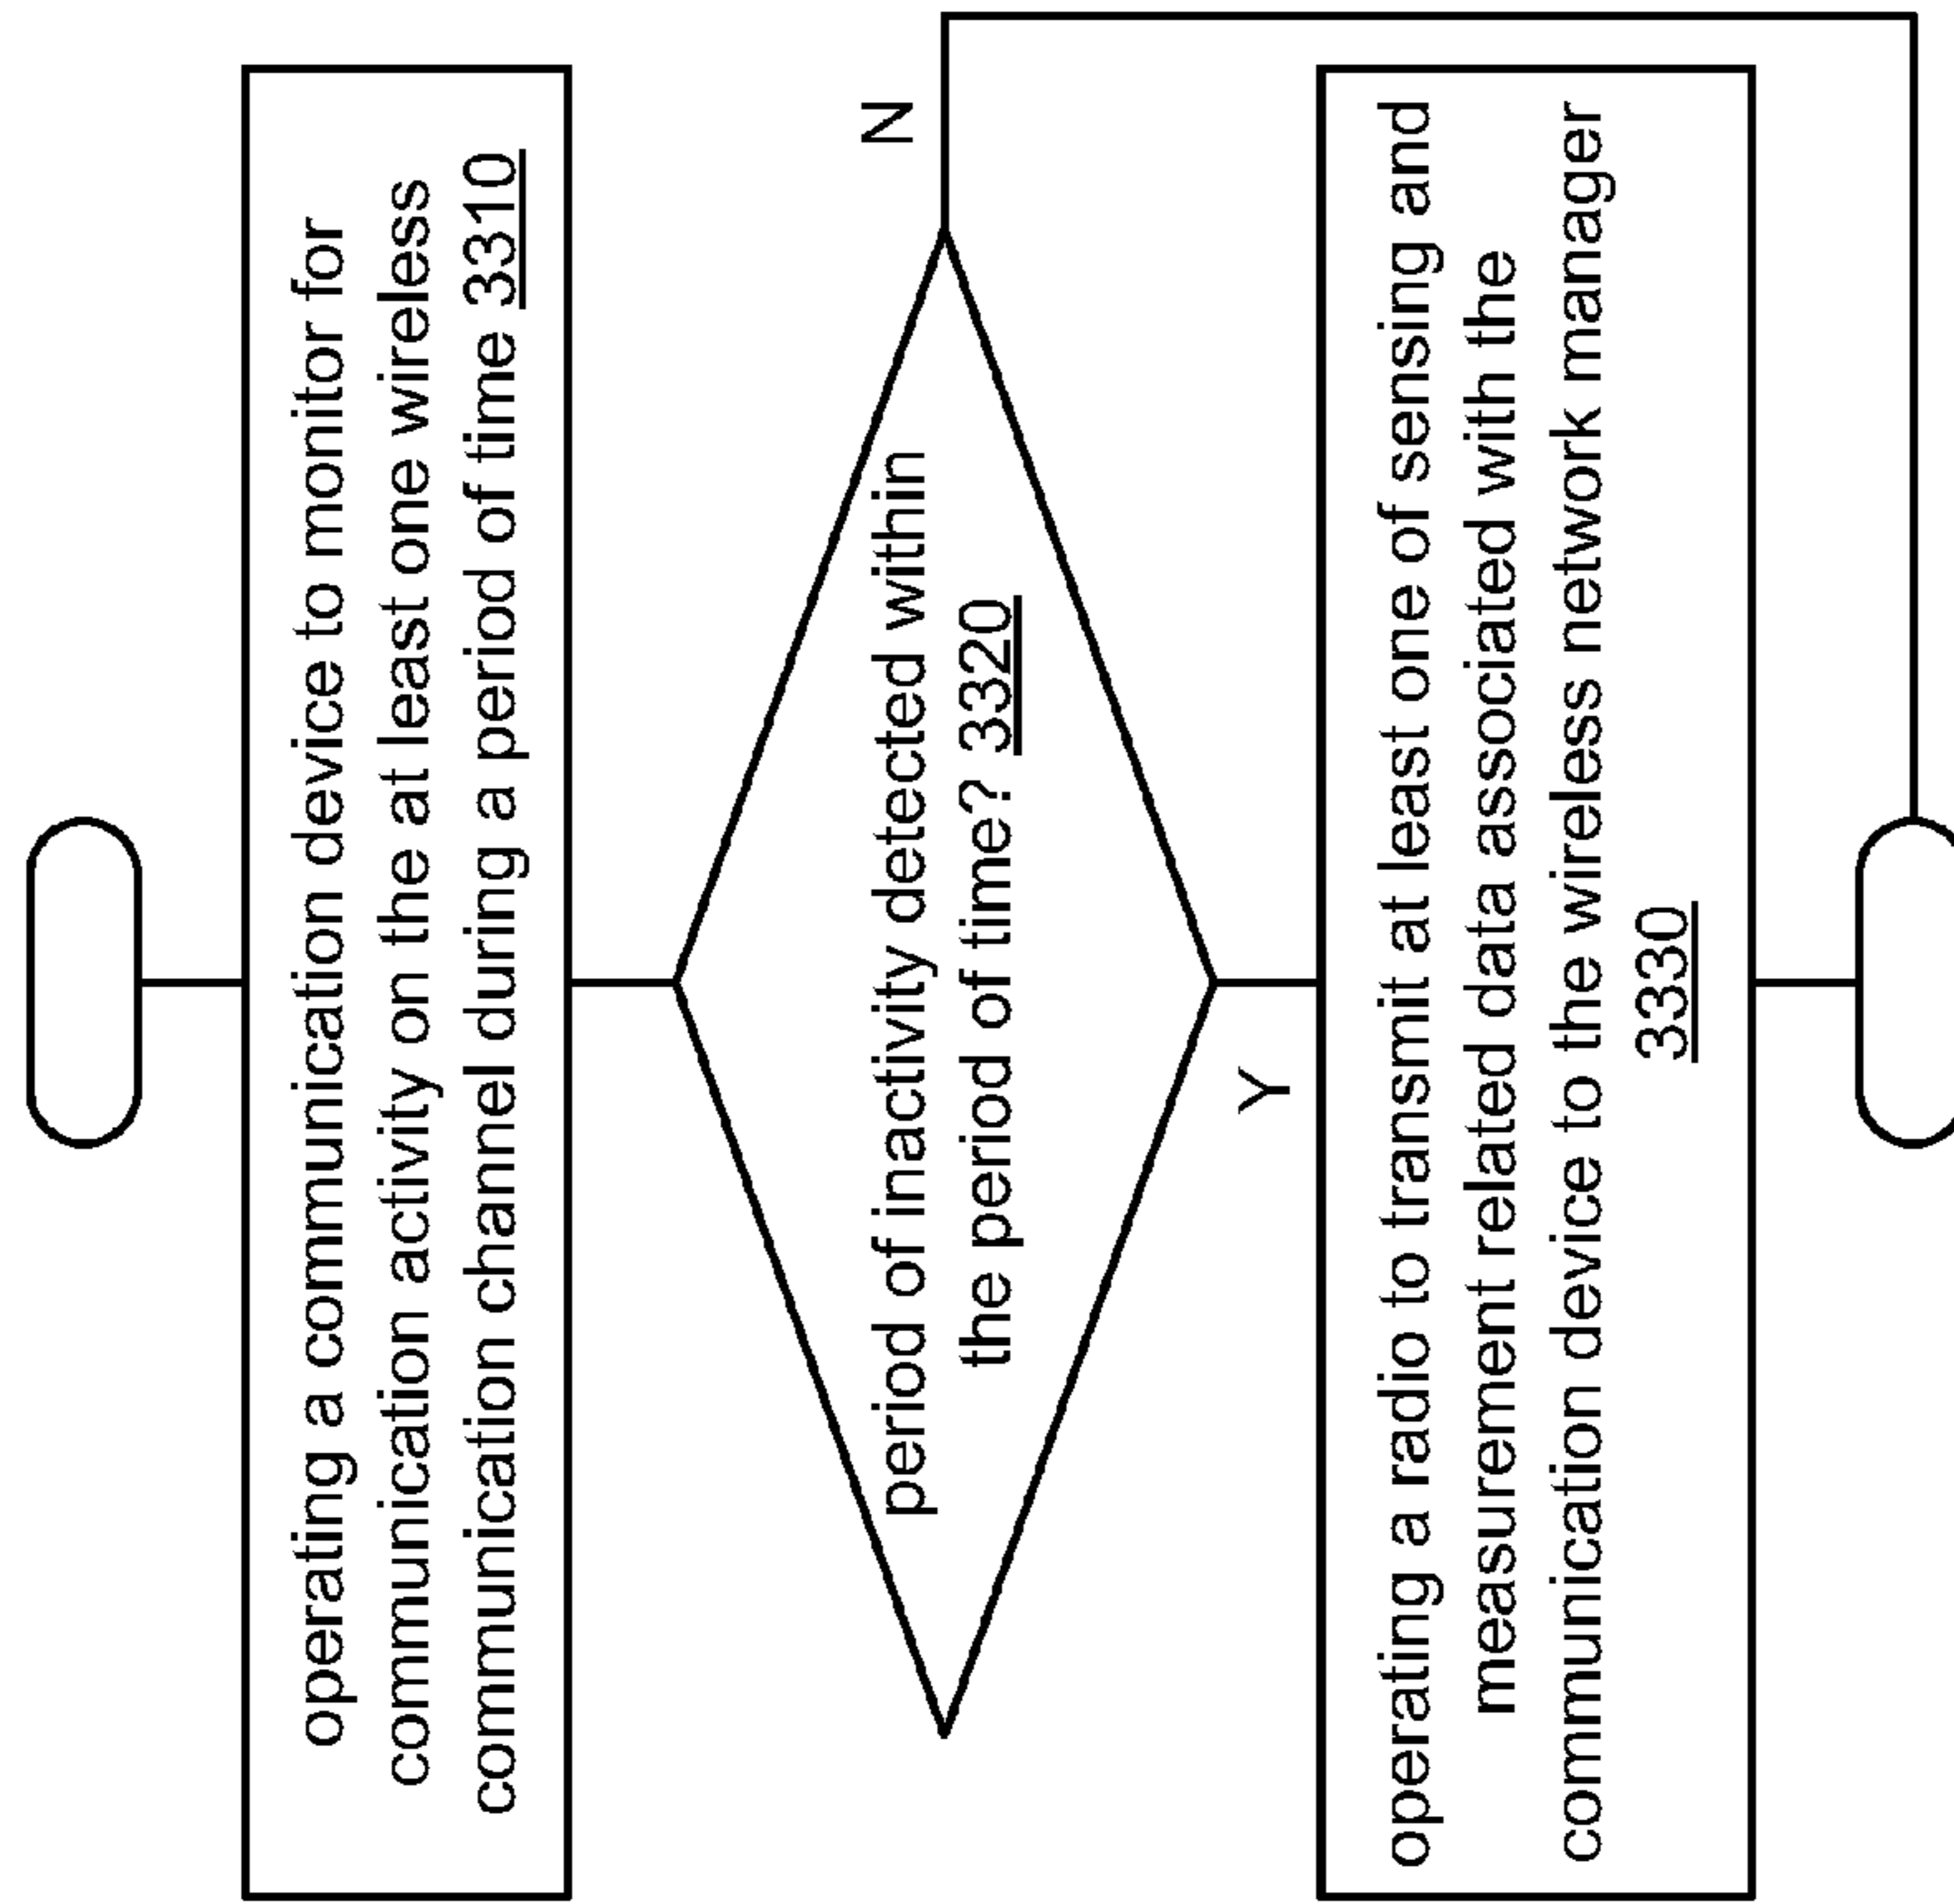 operating a communication device to monitor for
communication activity on the at least one wireless
communication channel during a period of time 3310
period of inactivity detected within
the period of time? 3320
N
Y
operating a radio to transmit at least one of sensing and
measurement related data associated with the
communication device to the wireless network manager
3330